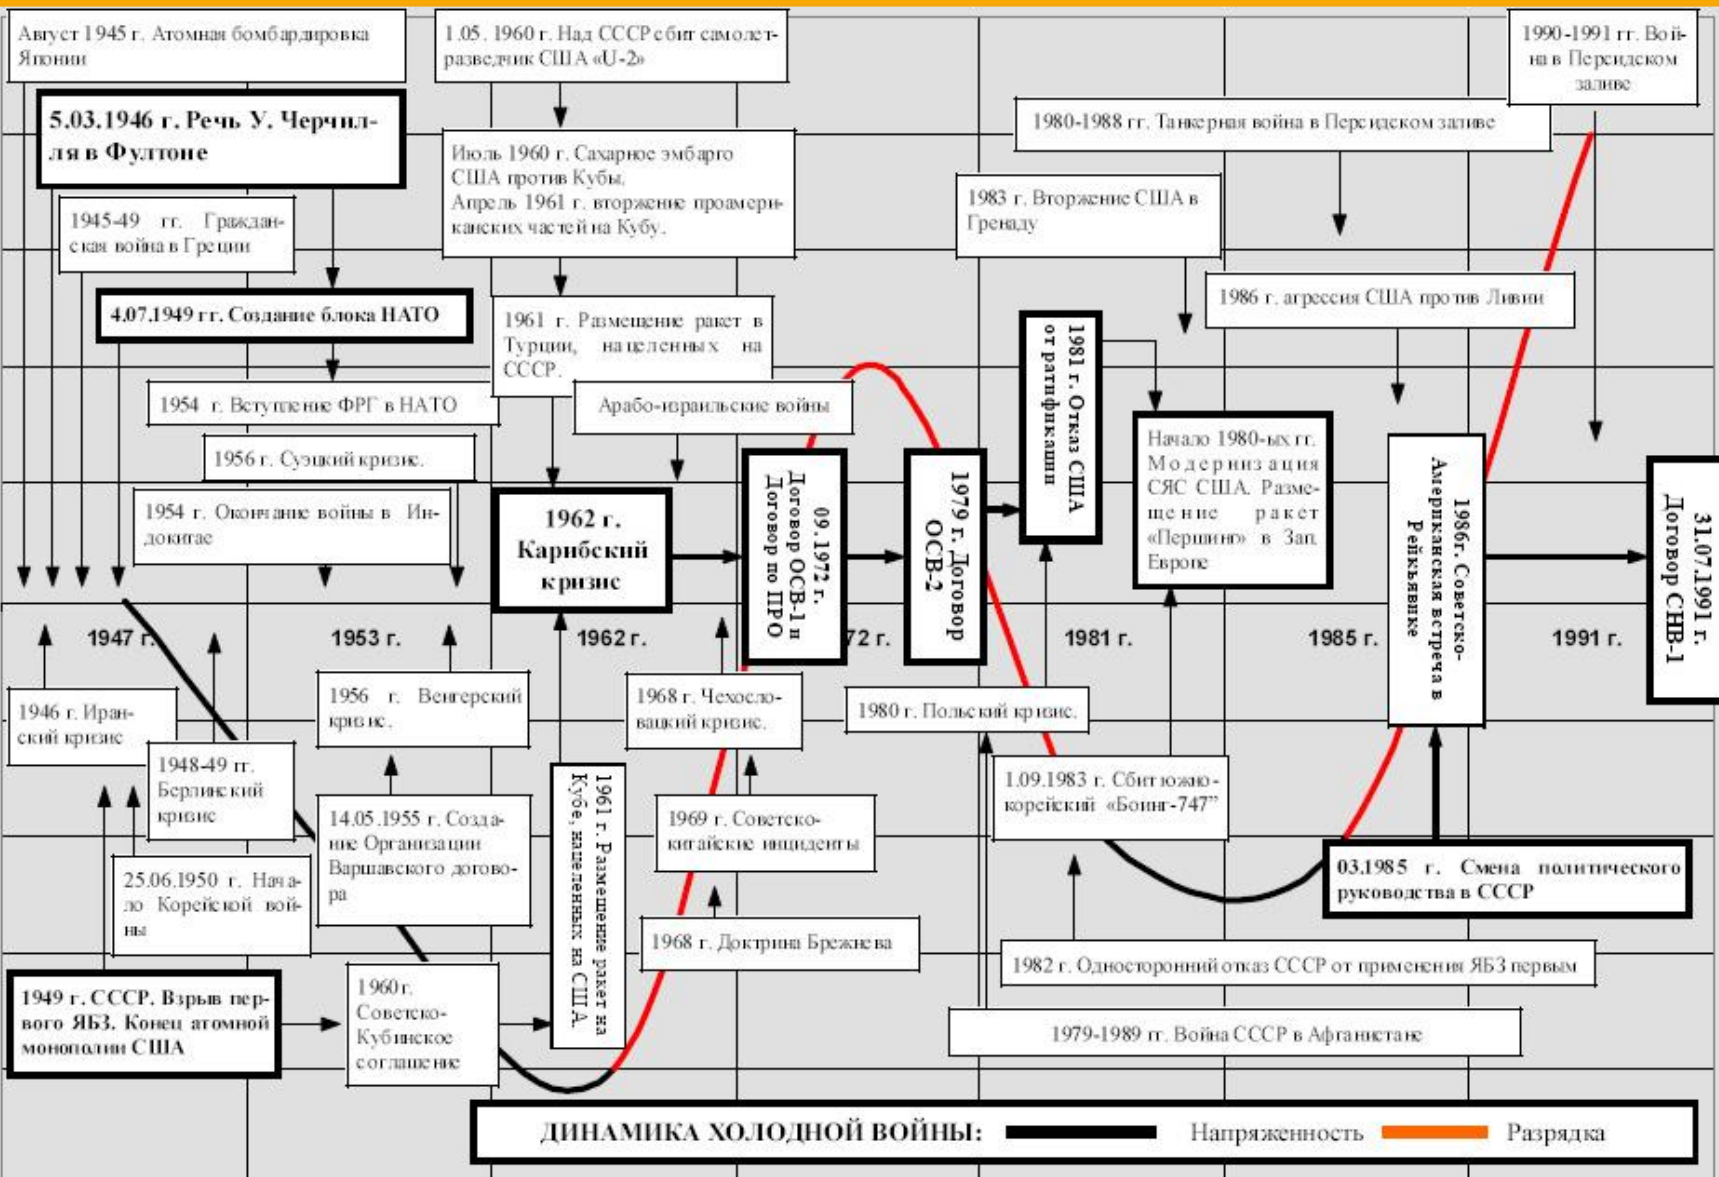 Август 1945 г. Атомная бомбардировка
Японии
1.05. 1960 г. Над СССР сбит самолет-
разведчик США «U-2»
1990-1991 гг. Вой-
на в Персидском
заливе
5.03.1946 г. Речь У. Черчил-
ля в Фултоне
1980-1988 гг. Танкерная война в Персидском заливе
Июль 1960 г. Сахарное эмбарго
США против Кубы.
Апрель 1961 г. вторжение проамери-
канских частей на Кубу.
1983 г. Вторжение США в
Гренаду
1945-49 гг. Граждан-
ская война в Греции
4.07.1949 гг. Создание блока НАТО
1986 г. агрессия США против Ливии
1961 г. Размещение ракет в
Турции, нацеленных на
СССР.
1981 г. Отказ США
от ратификации
1954 г. Вступление ФРГ в НАТО
Арабо-израильские войны
1956 г. Суэцкий кризис.
Начало 1980-ых гг.
Модернизация
СЯС США. Разме-
щение ракет
«Першинг» в Зап.
Европе
1954 г. Окончание войны в Ин-
докитае
1962 г.
Карибский
кризис
09.1972 г.
Договор ОСВ-1 и
Договор по ПРО
1979 г. Договор
ОСВ-2
1986г. Советско-
Американская встреча в
Рейкьявике
31.07.1991 г.
Договор СНВ-1
1947 г.
1953 г.
1962 г.
72 г.
1981 г.
1985 г.
1991 г.
1946 г. Иран-
ский кризис
1956 г. Венгерский
кризис.
1968 г. Чехосло-
вацкий кризис.
1980 г. Польский кризис.
1948-49 гг.
Берлинский
кризис
1961 г. Размещение ракет на
Кубе, нацеленных на США.
1.09.1983 г. Сбит южно-
корейский «Боинг-747”
14.05.1955 г. Созда-
ние Организации
Варшавского догово-
ра
1969 г. Советско-
китайские инциденты
25.06.1950 г. Нача-
ло Корейской вой-
ны
03.1985 г. Смена политического
руководства в СССР
1968 г. Доктрина Брежнева
1982 г. Односторонний отказ СССР от применения ЯБЗ первым
1949 г. СССР. Взрыв пер-
вого ЯБЗ. Конец атомной
монополии США
1960г.
Советско-
Кубинское
соглашение
1979-1989 гг. Война СССР в Афганистане
ДИНАМИКА ХОЛОДНОЙ ВОЙНЫ: Напряженность Разрядка